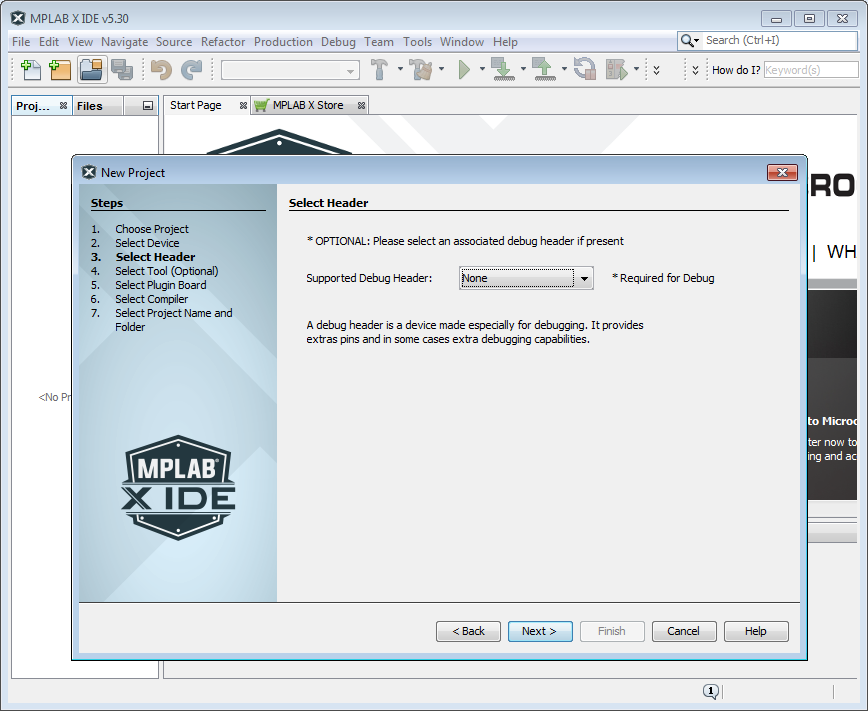 MPLAB X IDE v5.30
File Edit View Navigate Source Refactor Production Debug Team Tools Window Help
Search (Ctrl+I)
How do I? Keyword(s)
Proj... Files
Start Page MPLAB X Store
RO
| WH
<No Pr
to Microc
ter now to
ing and ac
New Project
Steps
1. Choose Project
2. Select Device
3. Select Header
4. Select Tool (Optional)
5. Select Plugin Board
6. Select Compiler
7. Select Project Name and
Folder
MPLAB®
X IDE
Select Header
* OPTIONAL: Please select an associated debug header if present
Supported Debug Header: None * Required for Debug
A debug header is a device made especially for debugging. It provides
extras pins and in some cases extra debugging capabilities.
< Back Next > Finish Cancel Help
1